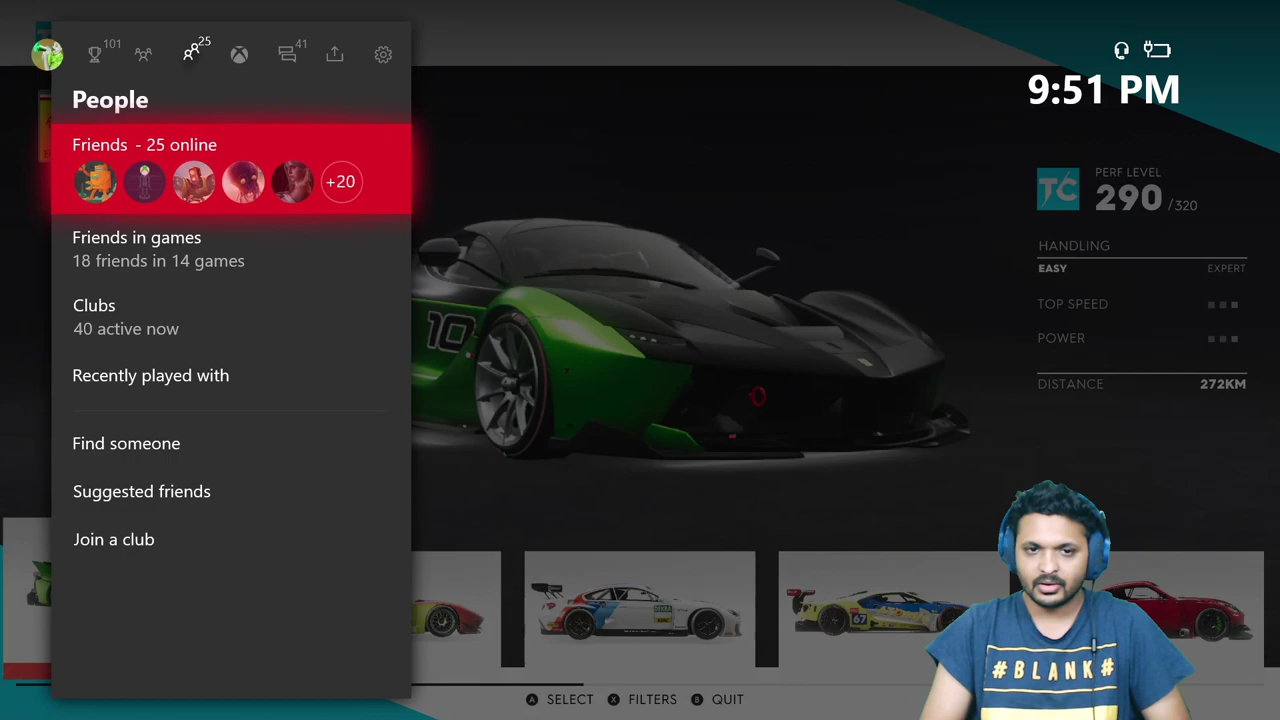 101
25
41
People
Friends - 25 online
+20
Friends in games
18 friends in 14 games
Clubs
40 active now
Recently played with
Find someone
Suggested friends
Join a club
9:51 PM
TC
PERF LEVEL
290 /320
HANDLING
EASY EXPERT
TOP SPEED
POWER
DISTANCE 272KM
10
67
#BLANK#
A SELECT X FILTERS B QUIT